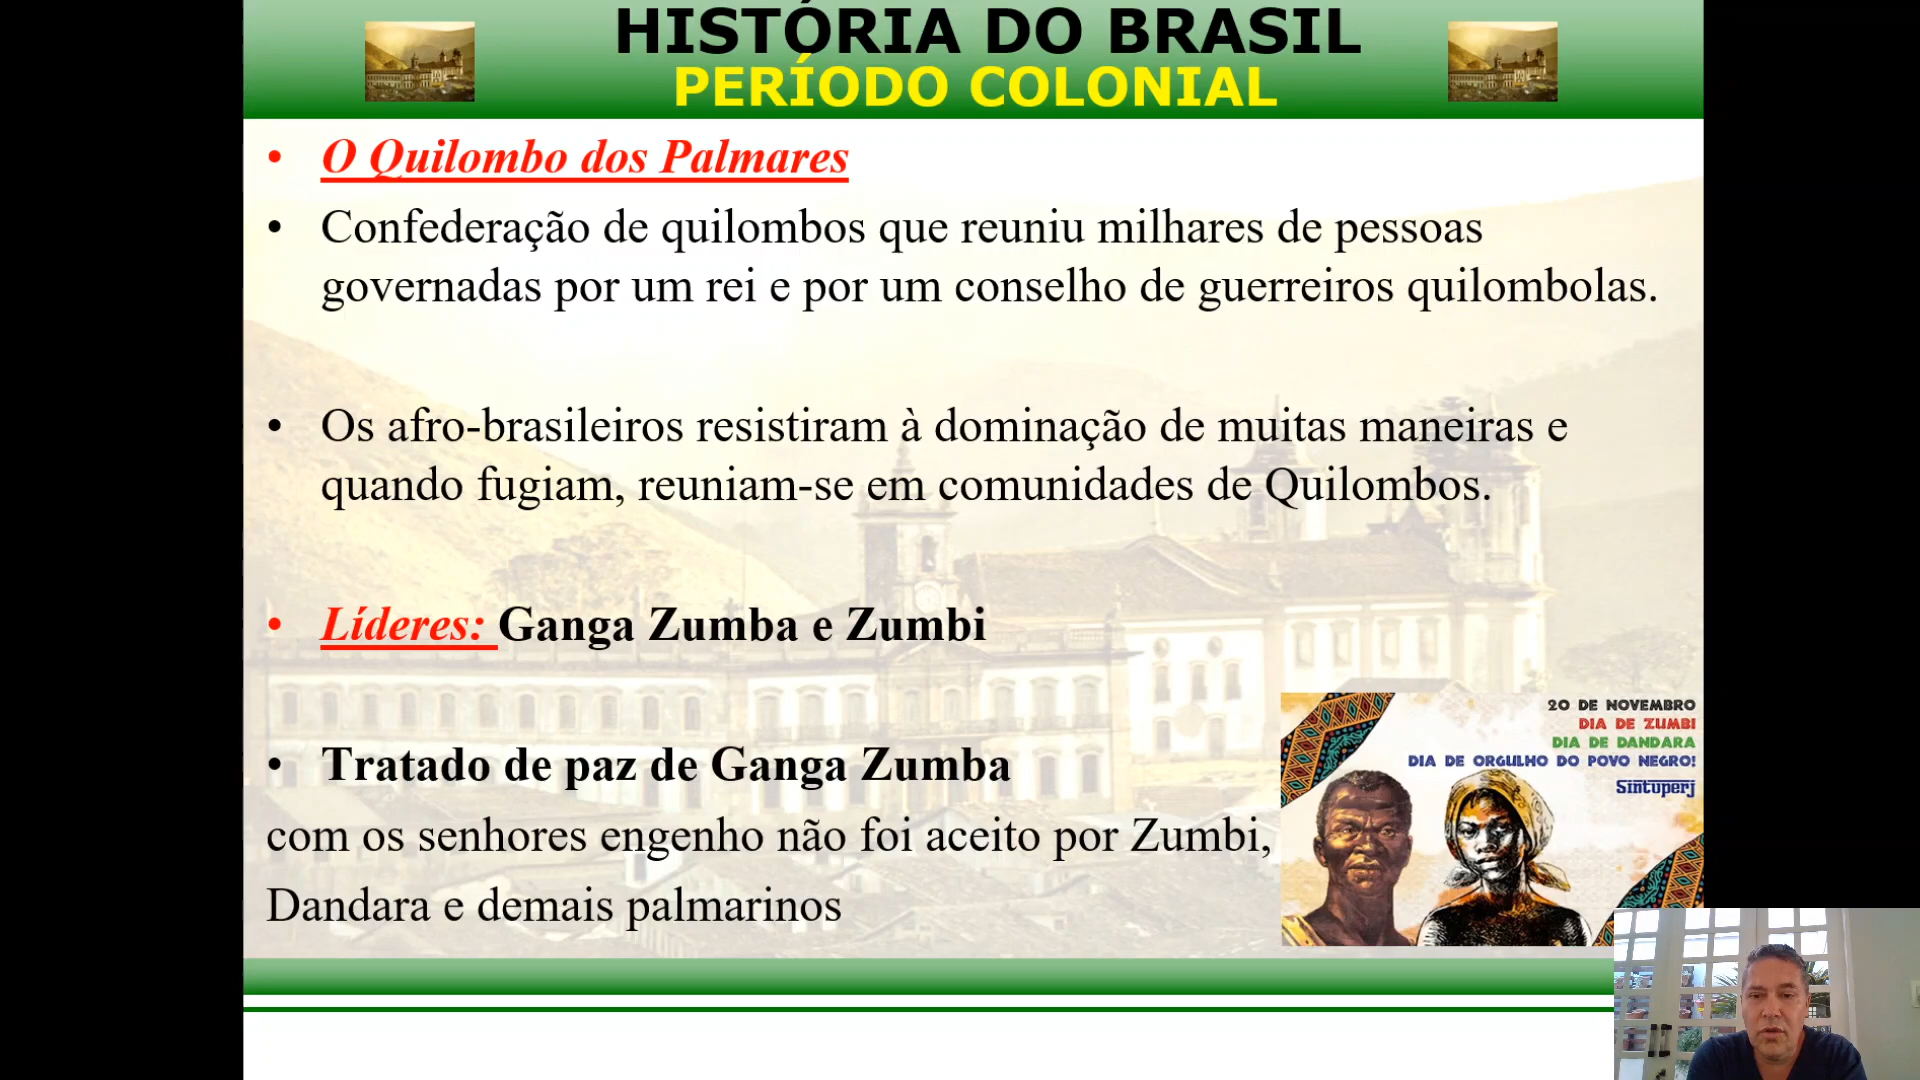 HISTÓRIA DO BRASIL
PERÍODO COLONIAL
• O Quilombo dos Palmares
• Confederação de quilombos que reuniu milhares de pessoas
governadas por um rei e por um conselho de guerreiros quilombolas.
• Os afro-brasileiros resistiram à dominação de muitas maneiras e
quando fugiam, reuniam-se em comunidades de Quilombos.
• Líderes: Ganga Zumba e Zumbi
• Tratado de paz de Ganga Zumba
com os senhores engenho não foi aceito por Zumbi,
Dandara e demais palmarinos
20 DE NOVEMBRO
DIA DE ZUMBI
DIA DE DANDARA
DIA DE ORGULHO DO POVO NEGRO!
Sintuperj